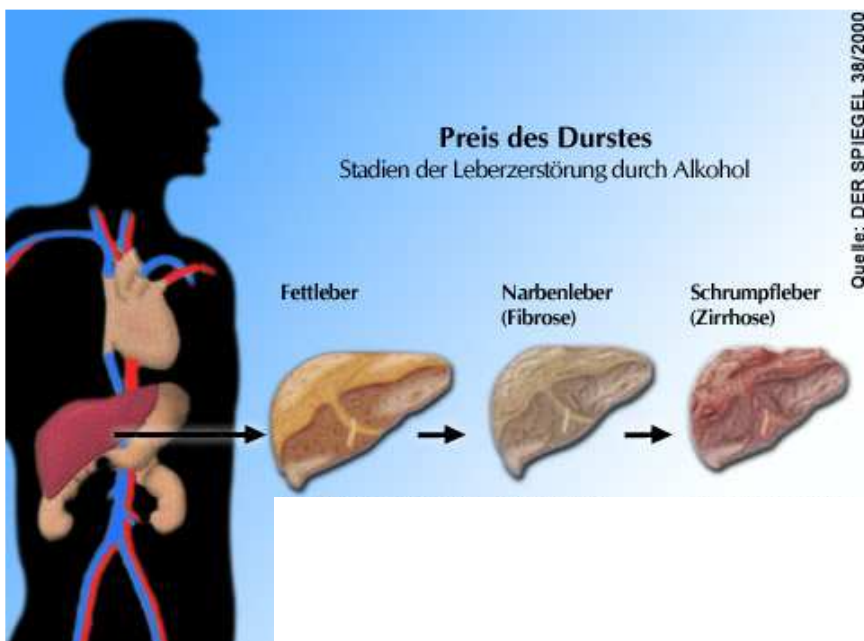 Preis des Durstes
Stadien der Leberzerstörung durch Alkohol
Quelle: DER SPIEGEL 38/2000
Fettleber
Narbenleber
(Fibrose)
Schrumpfleber
(Zirrhose)